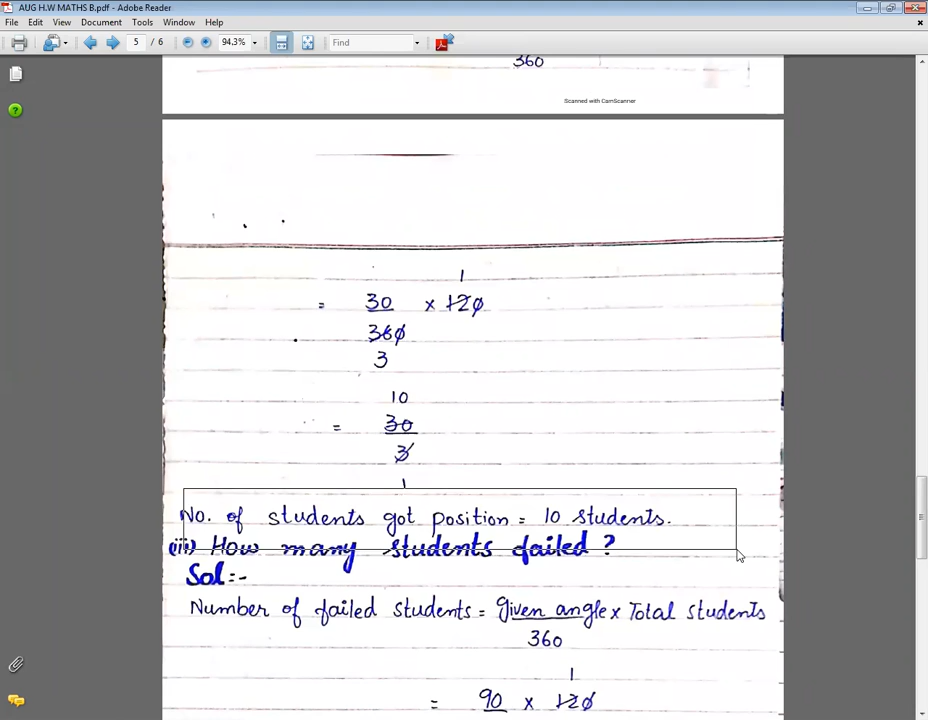 AUG H.W MATHS B.pdf - Adobe Reader
File Edit View Document Tools Window Help
5 / 6 94.3% Find
360
Scanned with CamScanner
1
= 30 x 120
360
3
10
= 30
3
1
No. of students got position = 10 students.
(ii) How many students failed ?
Sol:-
Number of failed students = Given angle x Total students
360
1
= 90 x 120